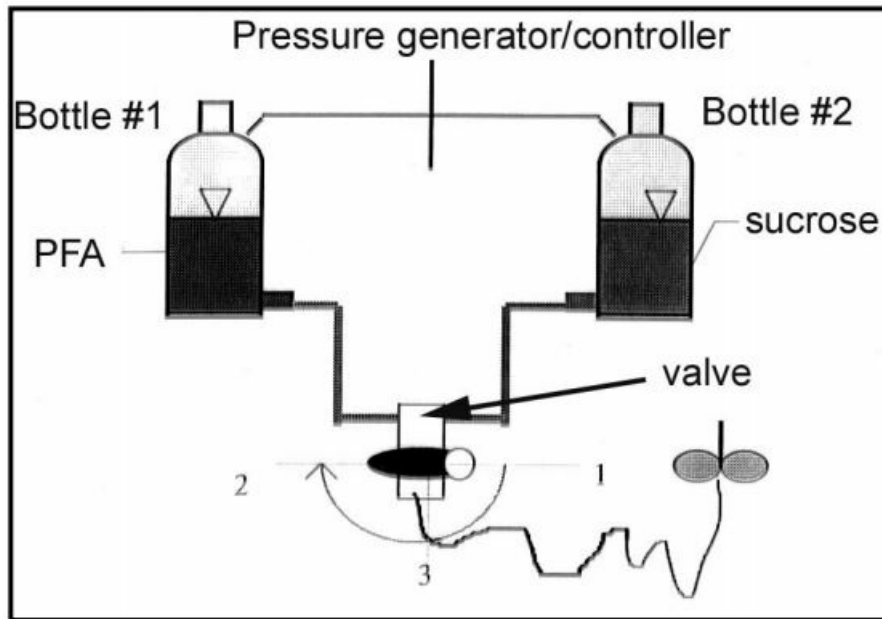 Pressure generator/controller
Bottle #1
Bottle #2
PFA
sucrose
valve
2
1
3